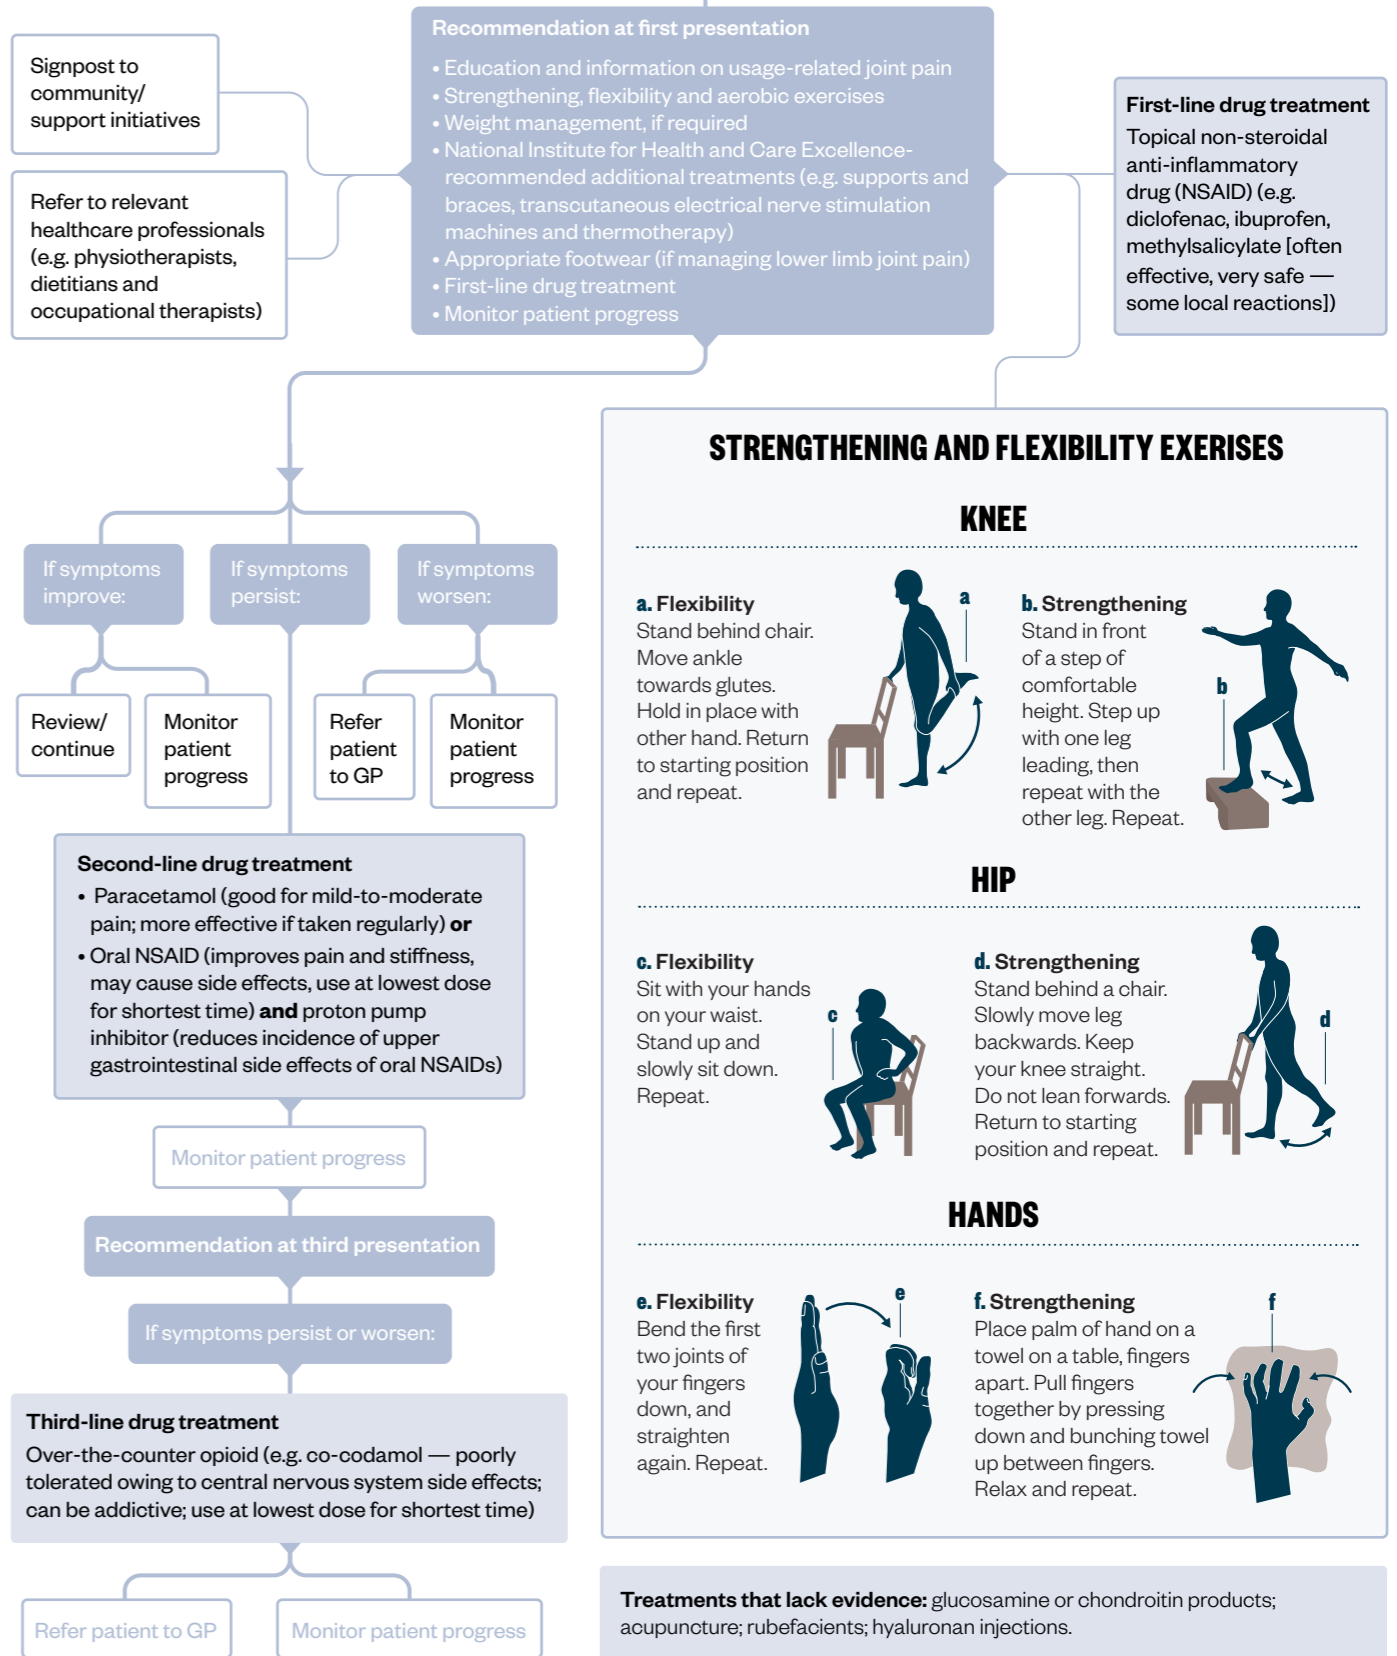 Recommendation at first presentation
• Education and information on usage-related joint pain
• Strengthening, flexibility and aerobic exercises
• Weight management, if required
• National Institute for Health and Care Excellence-
recommended additional treatments (e.g. supports and
braces, transcutaneous electrical nerve stimulation
machines and thermotherapy)
• Appropriate footwear (if managing lower limb joint pain)
• First-line drug treatment
• Monitor patient progress
Signpost to
community/
support initiatives
Refer to relevant
healthcare professionals
(e.g. physiotherapists,
dietitians and
occupational therapists)
First-line drug treatment
Topical non-steroidal
anti-inflammatory
drug (NSAID) (e.g.
diclofenac, ibuprofen,
methylsalicylate [often
effective, very safe —
some local reactions])
If symptoms
improve:
If symptoms
persist:
If symptoms
worsen:
Review/
continue
Monitor
patient
progress
Refer
patient
to GP
Monitor
patient
progress
Second-line drug treatment
• Paracetamol (good for mild-to-moderate
pain; more effective if taken regularly) or
• Oral NSAID (improves pain and stiffness,
may cause side effects, use at lowest dose
for shortest time) and proton pump
inhibitor (reduces incidence of upper
gastrointestinal side effects of oral NSAIDs)
Monitor patient progress
Recommendation at third presentation
If symptoms persist or worsen:
Third-line drug treatment
Over-the-counter opioid (e.g. co-codamol — poorly
tolerated owing to central nervous system side effects;
can be addictive; use at lowest dose for shortest time)
Refer patient to GP
Monitor patient progress
STRENGTHENING AND FLEXIBILITY EXERISES
KNEE
a. Flexibility
Stand behind chair.
Move ankle
towards glutes.
Hold in place with
other hand. Return
to starting position
and repeat.
a
b. Strengthening
Stand in front
of a step of
comfortable
height. Step up
with one leg
leading, then
repeat with the
other leg. Repeat.
b
HIP
c. Flexibility
Sit with your hands
on your waist.
Stand up and
slowly sit down.
Repeat.
c
d. Strengthening
Stand behind a chair.
Slowly move leg
backwards. Keep
your knee straight.
Do not lean forwards.
Return to starting
position and repeat.
d
HANDS
e. Flexibility
Bend the first
two joints of
your fingers
down, and
straighten
again. Repeat.
e
f. Strengthening
Place palm of hand on a
towel on a table, fingers
apart. Pull fingers
together by pressing
down and bunching towel
up between fingers.
Relax and repeat.
f
Treatments that lack evidence: glucosamine or chondroitin products;
acupuncture; rubefacients; hyaluronan injections.